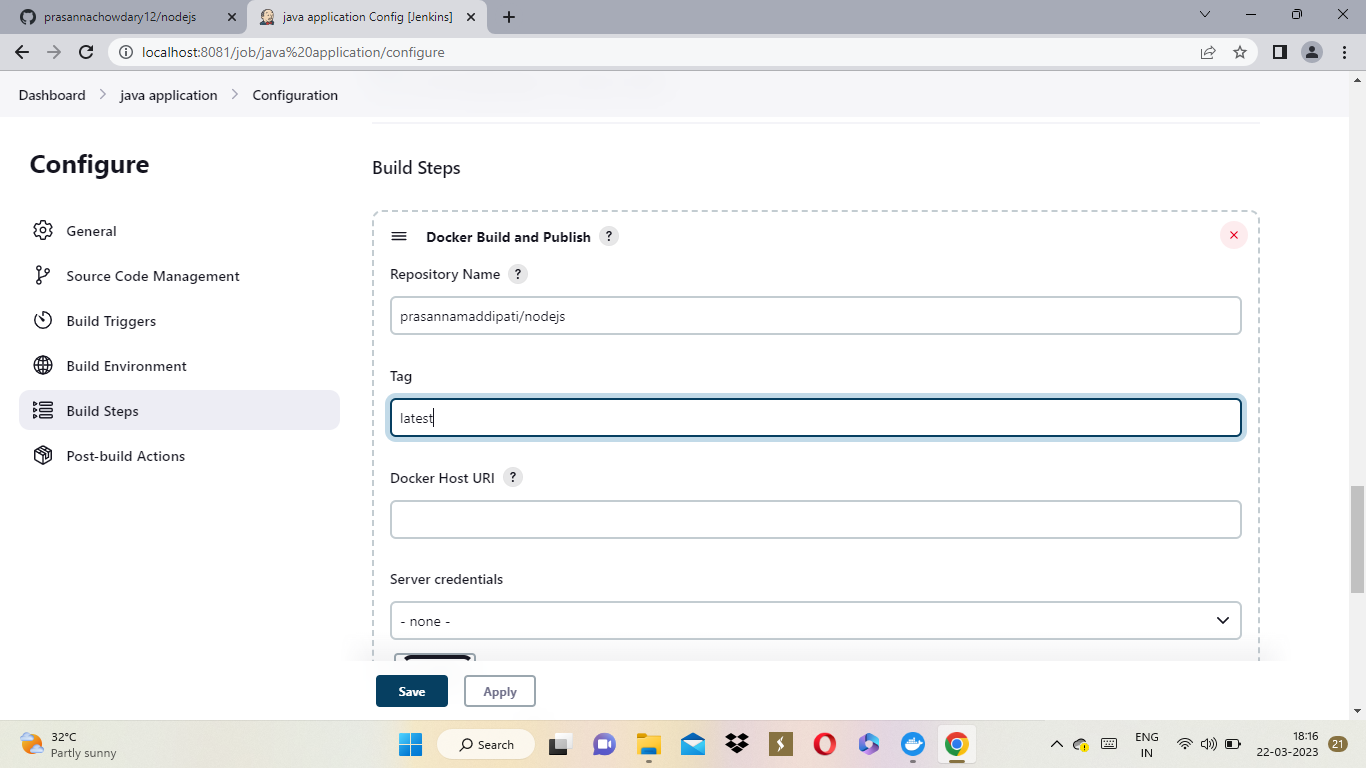 prasannachowdary12/nodejs
java application Config [Jenkins]
localhost:8081/job/java%20application/configure
Dashboard
java application
Configuration
Configure
General
Source Code Management
Build Triggers
Build Environment
Build Steps
Post-build Actions
Build Steps
Docker Build and Publish ?
Repository Name ?
prasannamaddipati/nodejs
Tag
latest
Docker Host URI ?
Server credentials
- none -
Save
Apply
32°C
Partly sunny
Search
ENG
IN
18:16
22-03-2023
21